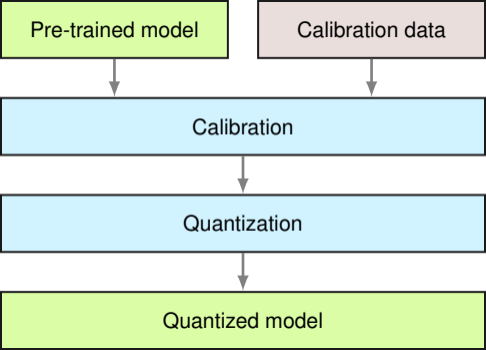 Pre-trained model
Calibration data
Calibration
Quantization
Quantized model